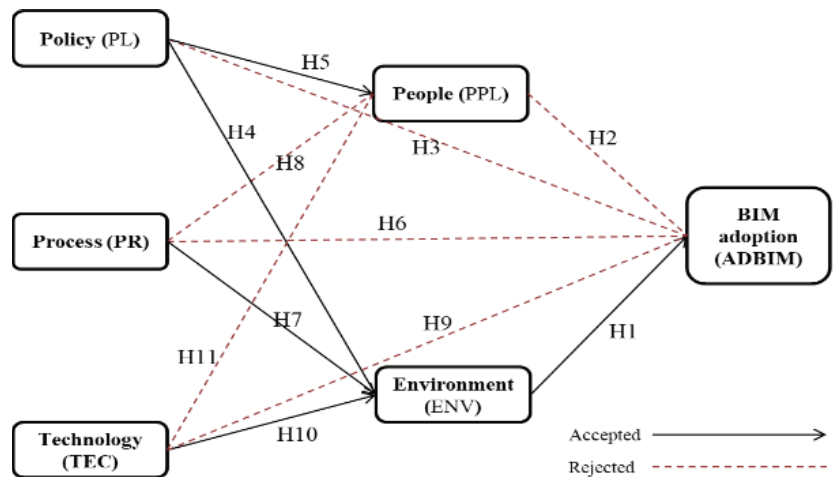 Policy (PL)
H5
People (PPL)
H4
H3
H2
H8
Process (PR)
H6
BIM
adoption
(ADBIM)
H7
H9
H1
H11
Environment
(ENV)
Technology
(TEC)
H10
Accepted
Rejected